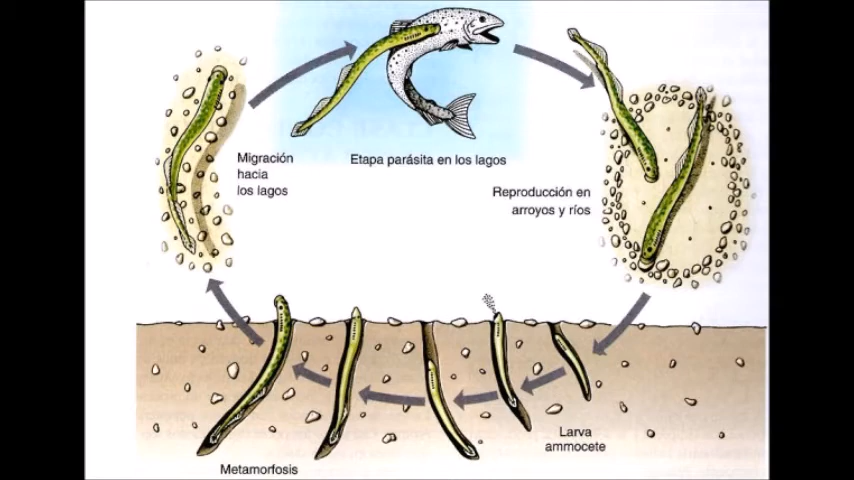 Migración
hacia
los lagos
Etapa parásita en los lagos
Reproducción en
arroyos y ríos
Larva
ammocete
Metamorfosis